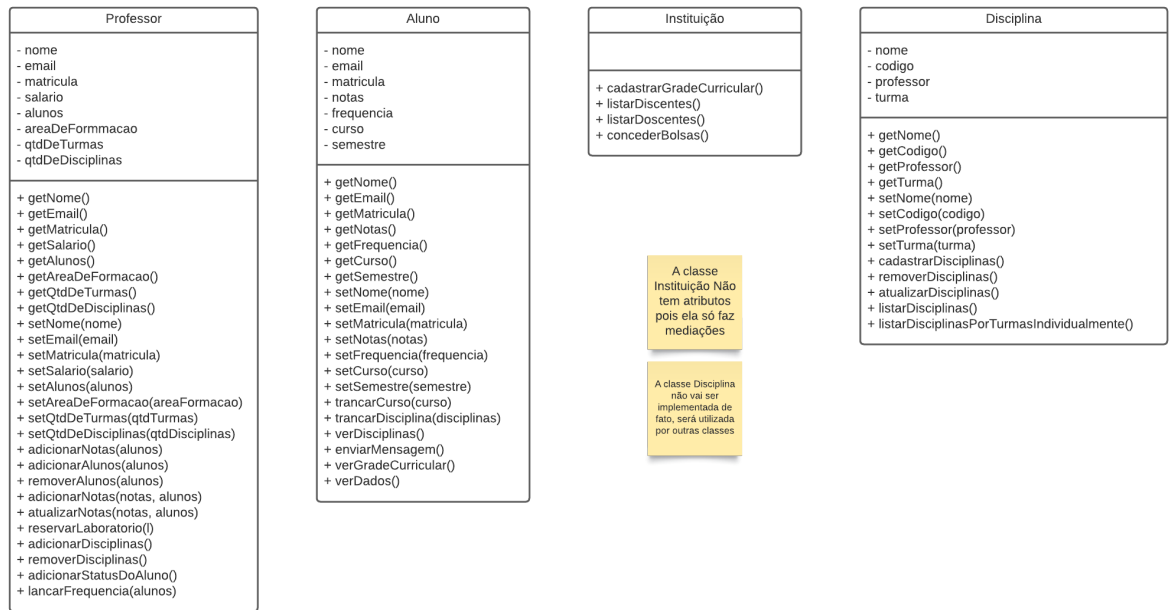 Professor
- nome
- email
- matricula
- salario
- alunos
- areaDeFormmacao
- qtdDeTurmas
- qtdDeDisciplinas
+ getNome()
+ getEmail()
+ getMatricula()
+ getSalario()
+ getAlunos()
+ getAreaDeFormacao()
+ getQtdDeTurmas()
+ getQtdDeDisciplinas()
+ setNome(nome)
+ setEmail(email)
+ setMatricula(matricula)
+ setSalario(salario)
+ setAlunos(alunos)
+ setAreaDeFormacao(areaFormacao)
+ setQtdDeTurmas(qtdTurmas)
+ setQtdDeDisciplinas(qtdDisciplinas)
+ adicionarNotas(alunos)
+ adicionarAlunos(alunos)
+ removerAlunos(alunos)
+ adicionarNotas(notas, alunos)
+ atualizarNotas(notas, alunos)
+ reservarLaboratorio(l)
+ adicionarDisciplinas()
+ removerDisciplinas()
+ adicionarStatusDoAluno()
+ lancarFrequencia(alunos)
Aluno
- nome
- email
- matricula
- notas
- frequencia
- curso
- semestre
+ getNome()
+ getEmail()
+ getMatricula()
+ getNotas()
+ getFrequencia()
+ getCurso()
+ getSemestre()
+ setNome(nome)
+ setEmail(email)
+ setMatricula(matricula)
+ setNotas(notas)
+ setFrequencia(frequencia)
+ setCurso(curso)
+ setSemestre(semestre)
+ trancarCurso(curso)
+ trancarDisciplina(disciplinas)
+ verDisciplinas()
+ enviarMensagem()
+ verGradeCurricular()
+ verDados()
Instituição
+ cadastrarGradeCurricular()
+ listarDiscentes()
+ listarDoscentes()
+ concederBolsas()
A classe
Instituição Não
tem atributos
pois ela só faz
mediações
A classe Disciplina
não vai ser
implementada de
fato, será utilizada
por outras classes
Disciplina
- nome
- codigo
- professor
- turma
+ getNome()
+ getCodigo()
+ getProfessor()
+ getTurma()
+ setNome(nome)
+ setCodigo(codigo)
+ setProfessor(professor)
+ setTurma(turma)
+ cadastrarDisciplinas()
+ removerDisciplinas()
+ atualizarDisciplinas()
+ listarDisciplinas()
+ listarDisciplinasPorTurmasIndividualmente()